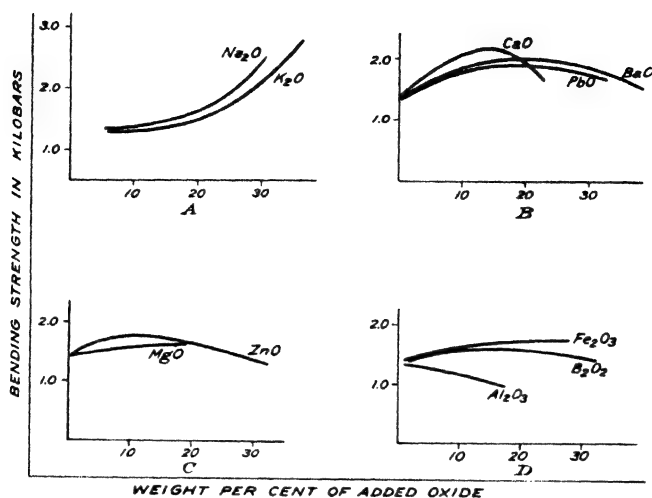 BENDING STRENGTH IN KILOBARS
3.0
2.0
1.0
Na₂O
K₂O
10 20 30
A
2.0
1.0
CaO
PbO
BaO
10 20 30
B
2.0
1.0
MgO
ZnO
10 20 30
C
2.0
1.0
Fe₂O₃
B₂O₂
Al₂O₃
10 20 30
D
WEIGHT PER CENT OF ADDED OXIDE